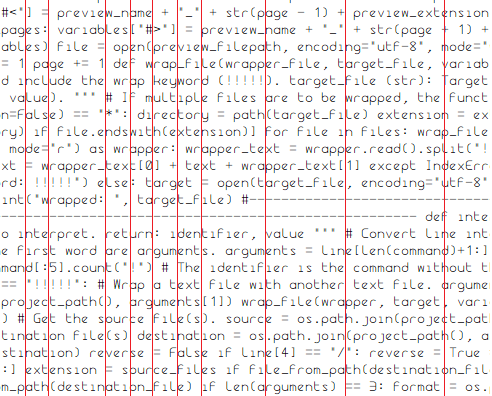 #<"] = preview_name + "_" + str(page - 1) + preview_extension
pages: variables["#>"] = preview_name + "_" + str(page + 1) +
ables) file = open(preview_filepath, encoding="utf-8", mode="
= 1 page += 1 def wrap_file(wrapper_file, target_file, variab
d include the wrap keyword (!!!!!). target_file (str): Target
value). """ # If multiple files are to be wrapped, the funct
n=False) == "*": directory = path(target_file) extension = ex
ry) if file.endswith(extension)] for file in files: wrap_file
mode="r") as wrapper: wrapper_text = wrapper.read().split("!
xt = wrapper_text[0] + text + wrapper_text[1] except IndexErr
rd: !!!!!") else: target = open(target_file, encoding="utf-8"
int("wrapped: ", target_file) #------------------------------
---------------------------------------------------- def inte
o interpret. return: identifier, value """ # Convert line int
e first word are arguments. arguments = line[len(command)+1:]
mand[:5].count("!") # The identifier is the command without t
== "!!!!!": # Wrap a text file with another text file. argume
project_path(), arguments[1]) wrap_file(wrapper, target, vari
) # Get the source file(s). source = os.path.join(project_pat
tination file(s) destination = os.path.join(project_path(), a
stination) reverse = False if line[4] == "/": reverse = True
:] extension = source_files if file_from_path(destination_fil
m_path(destination_file) if len(arguments) == 3: format = os.